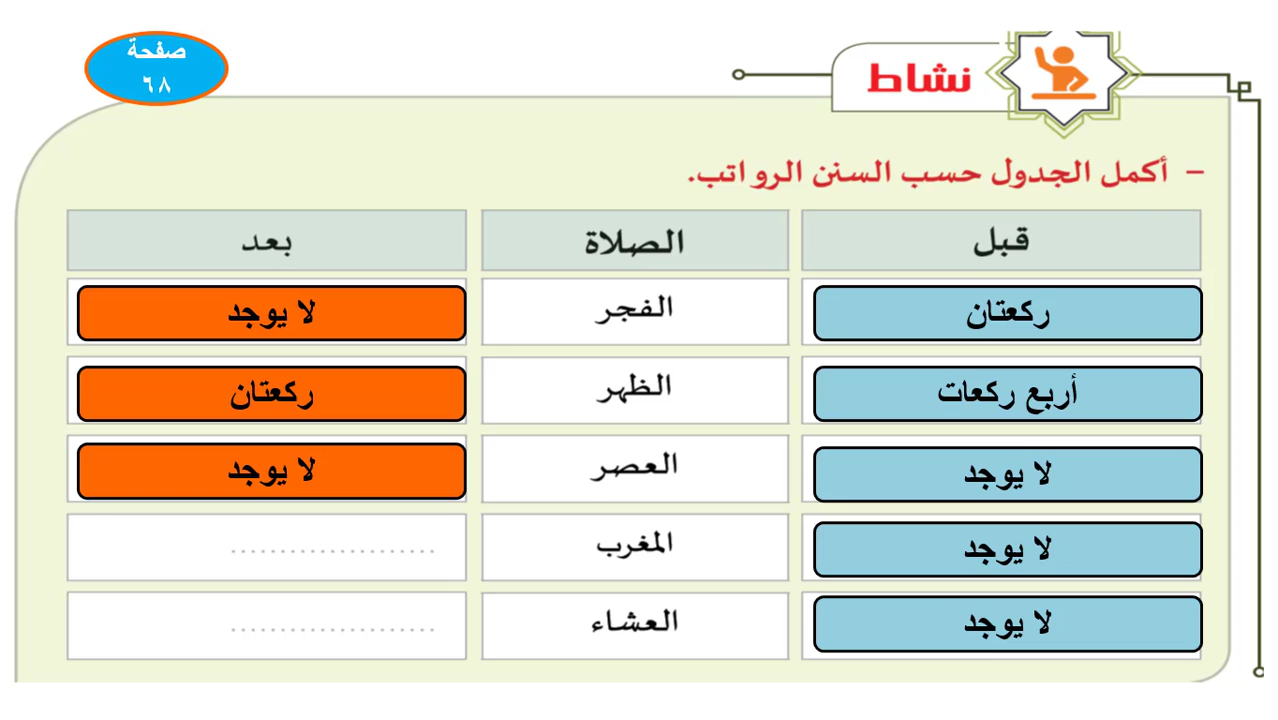 صفحة
٦٨
نشاط
- أكمل الجدول حسب السنن الرواتب.
قبل الصلاة بعد
ركعتان الفجر لا يوجد
أربع ركعات الظهر ركعتان
لا يوجد العصر لا يوجد
لا يوجد المغرب .....................
لا يوجد العشاء .....................